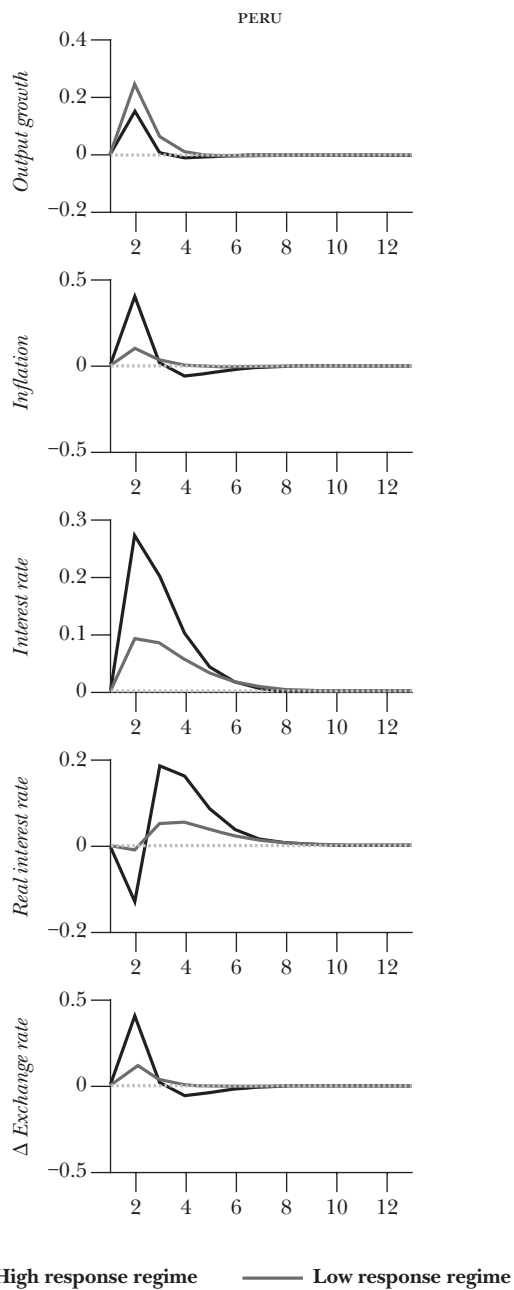 PERU
Output growth
0.4
0.2
0
−0.2
2 4 6 8 10 12
Inflation
0.5
0
−0.5
2 4 6 8 10 12
Interest rate
0.3
0.2
0.1
0
2 4 6 8 10 12
Real interest rate
0.2
0
−0.2
2 4 6 8 10 12
Δ Exchange rate
0.5
0
−0.5
2 4 6 8 10 12
High response regime Low response regime